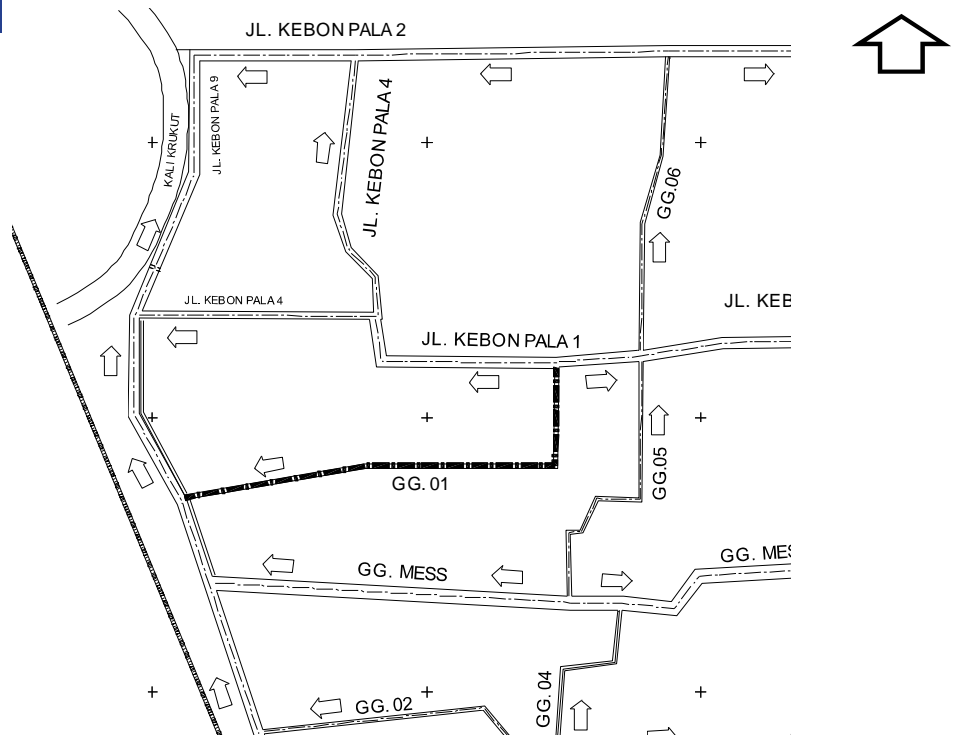 JL. KEBON PALA 2
JL. KEBON PALA 9
JL. KEBON PALA 4
KALI KRUKUT
GG.06
JL. KEBON PALA 4
JL. KEB
JL. KEBON PALA 1
GG. 01
GG.05
GG. MESS
GG. MES
GG. 02
GG. 04